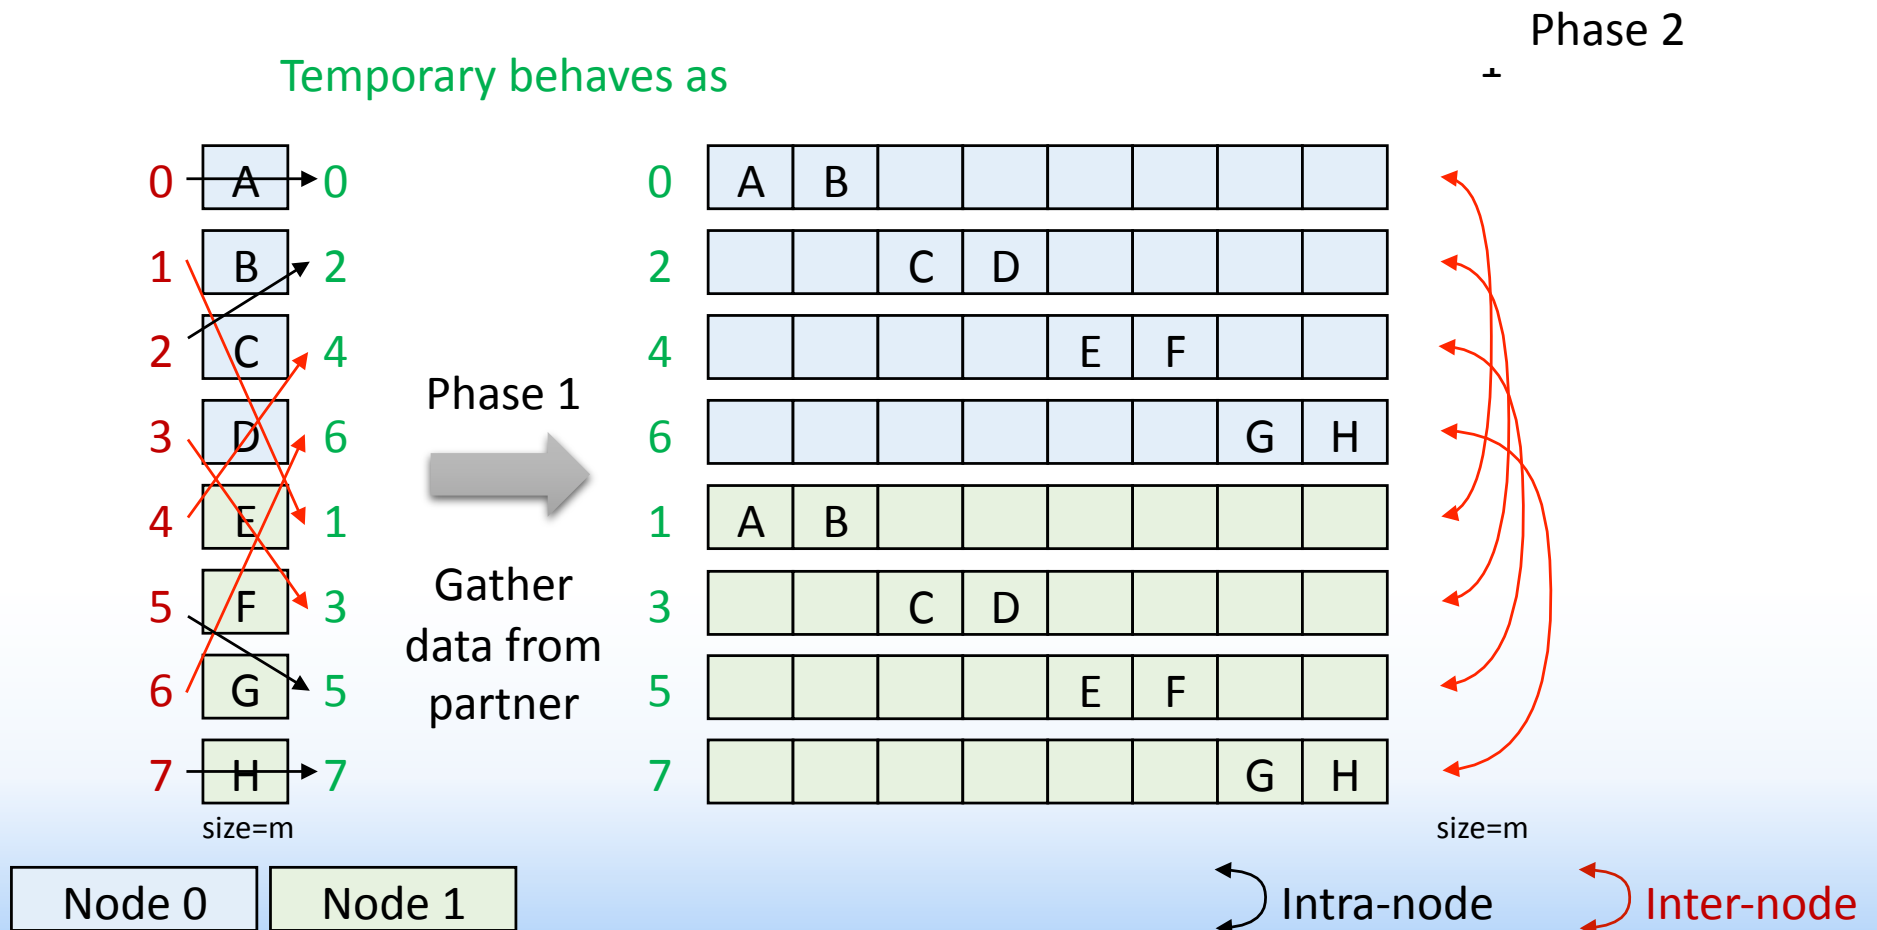 Phase 2
Temporary behaves as
1
0 A 0
1 B 2
2 C 4
3 D 6
4 E 1
5 F 3
6 G 5
7 H 7
size=m
Phase 1
Gather
data from
partner
0 A B
2 C D
4 E F
6 G H
1 A B
3 C D
5 E F
7 G H
size=m
Node 0
Node 1
Intra-node
Inter-node